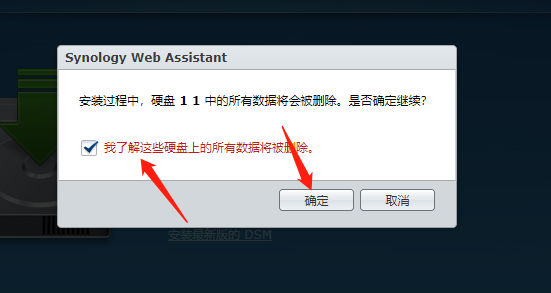 Synology Web Assistant
安装过程中，硬盘 1 1 中的所有数据将会被删除。是否确定继续?
我了解这些硬盘上的所有数据将被删除。
确定
取消
安装最新版的 DSM